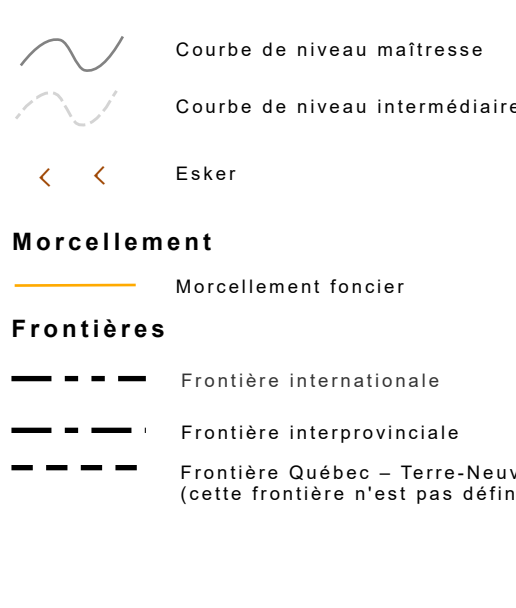 Courbe de niveau maîtresse
Courbe de niveau intermédiaire
Esker
Morcellement
Morcellement foncier
Frontières
Frontière internationale
Frontière interprovinciale
Frontière Québec – Terre-Neuv
(cette frontière n'est pas défin